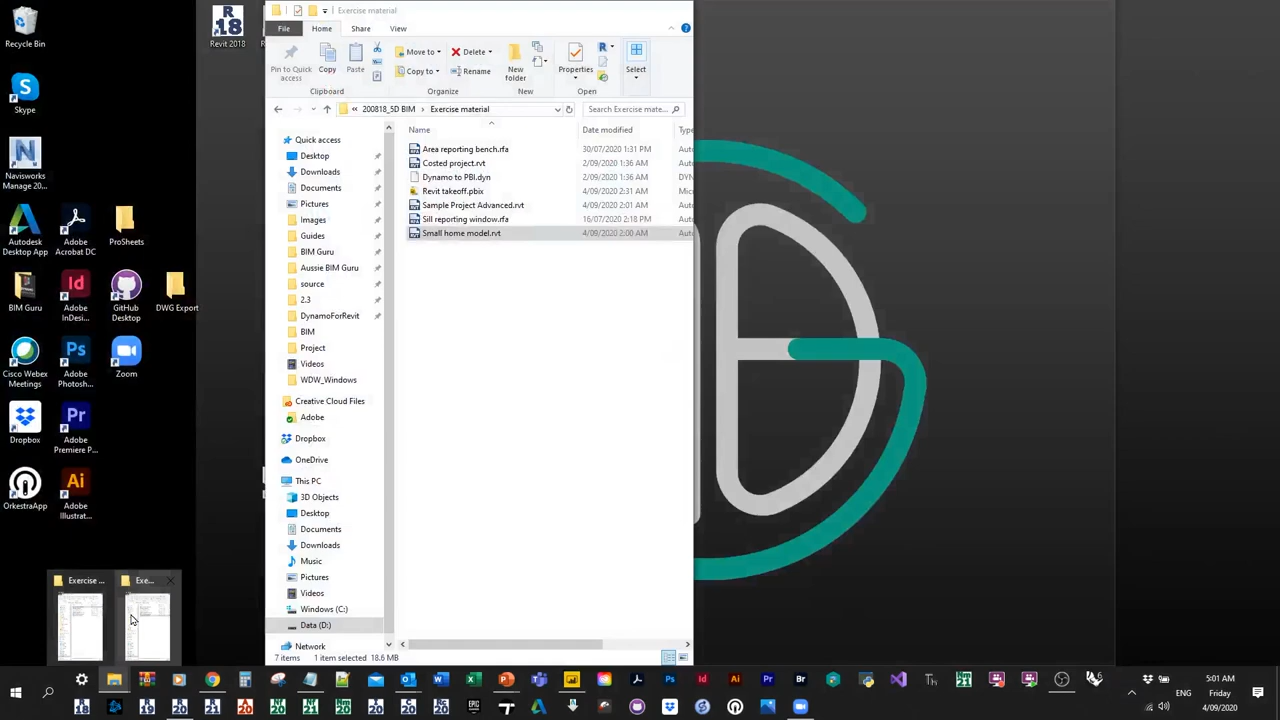 Recycle Bin
R
18
Revit 2018
Skype
Navisworks
Manage 20...
Autodesk
Desktop App
Adobe
Acrobat DC
ProSheets
BIM Guru
Adobe
InDesi...
GitHub
Desktop
DWG Export
Cisco Webex
Meetings
Adobe
Photosh...
Zoom
Dropbox
Adobe
Premiere P...
OrkestraApp
Adobe
Illustrat...
Exercise material
File
Home
Share
View
Pin to Quick
access
Copy
Paste
Move to
Copy to
Delete
Rename
New
folder
Properties
Select
Clipboard
Organize
New
Open
« 200818_5D BIM › Exercise material
Search Exercise mate...
Name
Date modified
Type
Area reporting bench.rfa 30/07/2020 1:31 PM Auto
Costed project.rvt 2/09/2020 1:36 AM Auto
Dynamo to PBI.dyn 2/09/2020 1:36 AM DYN
Revit takeoff.pbix 4/09/2020 2:31 AM Micr
Sample Project Advanced.rvt 4/09/2020 2:01 AM Auto
Sill reporting window.rfa 16/07/2020 2:18 PM Auto
Small home model.rvt 4/09/2020 2:00 AM Auto
Quick access
Desktop
Downloads
Documents
Pictures
Images
Guides
BIM Guru
Aussie BIM Guru
source
2.3
DynamoForRevit
BIM
Project
Videos
WDW_Windows
Creative Cloud Files
Adobe
Dropbox
OneDrive
This PC
3D Objects
Desktop
Documents
Downloads
Music
Pictures
Videos
Windows (C:)
Data (D:)
Network
7 items 1 item selected 18.6 MB
Exercise ...
Exe...
5:01 AM
ENG
Friday
4/09/2020